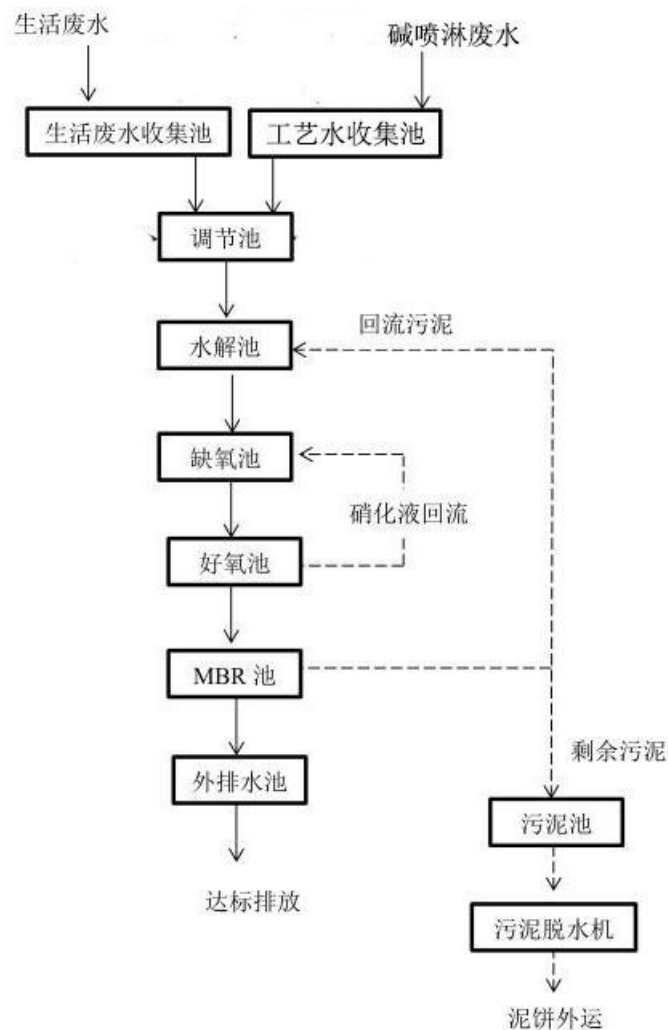 生活废水
碱喷淋废水
生活废水收集池
工艺水收集池
调节池
回流污泥
水解池
缺氧池
硝化液回流
好氧池
MBR 池
剩余污泥
外排水池
污泥池
达标排放
污泥脱水机
泥饼外运